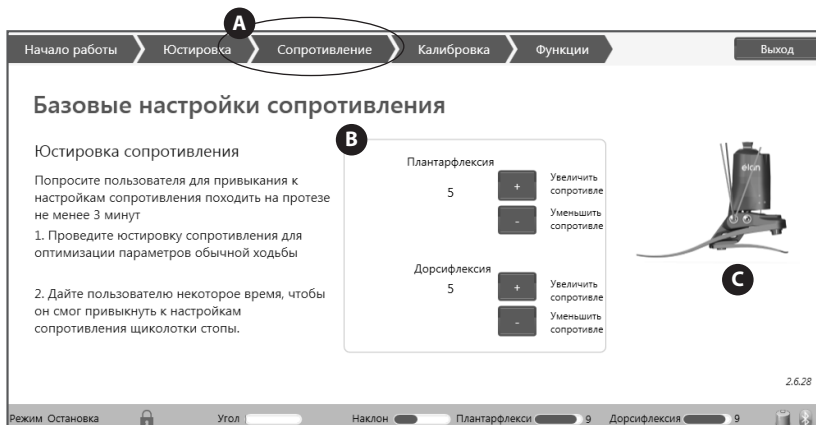 A
Начало работы
Юстировка
Сопротивление
Калибровка
Функции
Выход
Базовые настройки сопротивления
Юстировка сопротивления
Попросите пользователя для привыкания к
настройкам сопротивления походить на протезе
не менее 3 минут
1. Проведите юстировку сопротивления для
оптимизации параметров обычной ходьбы
2. Дайте пользователю некоторое время, чтобы
он смог привыкнуть к настройкам
сопротивления щиколотки стопы.
B
Плантарфлексия
5
+
Увеличить
сопротивле
-
Уменьшить
сопротивле
Дорсифлексия
5
+
Увеличить
сопротивле
-
Уменьшить
сопротивле
C
2.6.28
Режим Остановка
Угол
Наклон
Плантарфлекси
9
Дорсифлексия
9